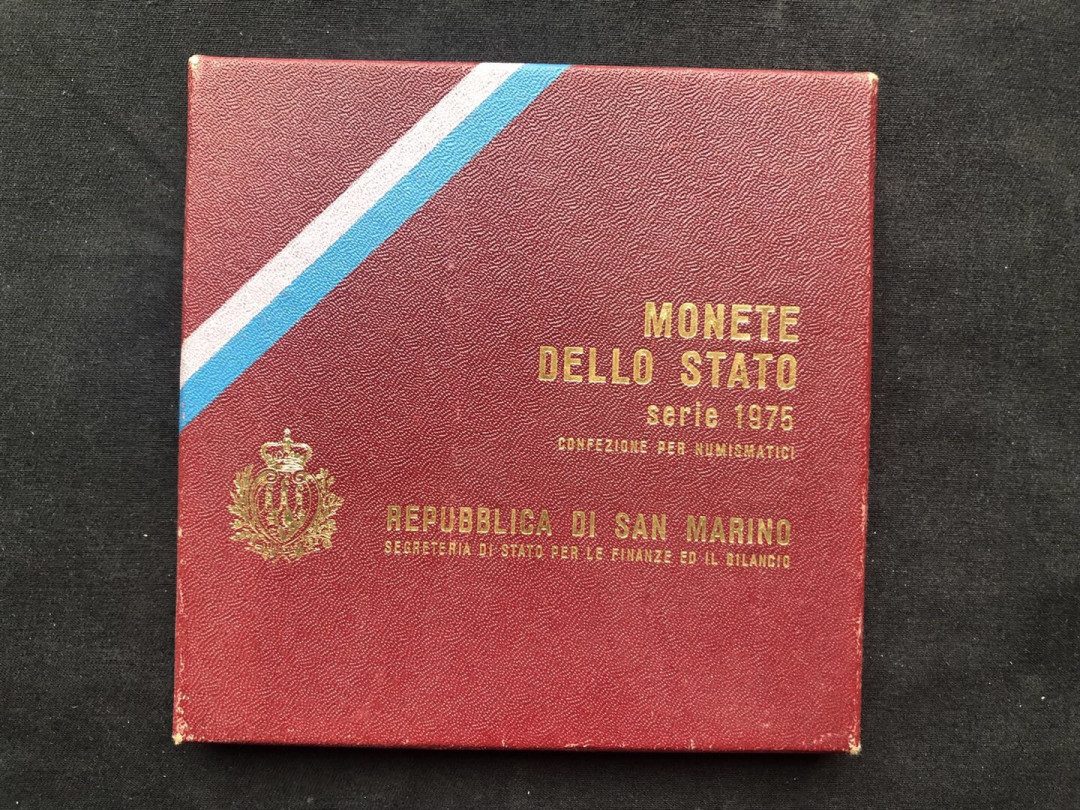 MONETE
DELLO STATO
serie 1975
CONFEZIONE PER NUMISMATICI
REPUBBLICA DI SAN MARINO
SEGRETERIA DI STATO PER LE FINANZE ED IL BILANCIO